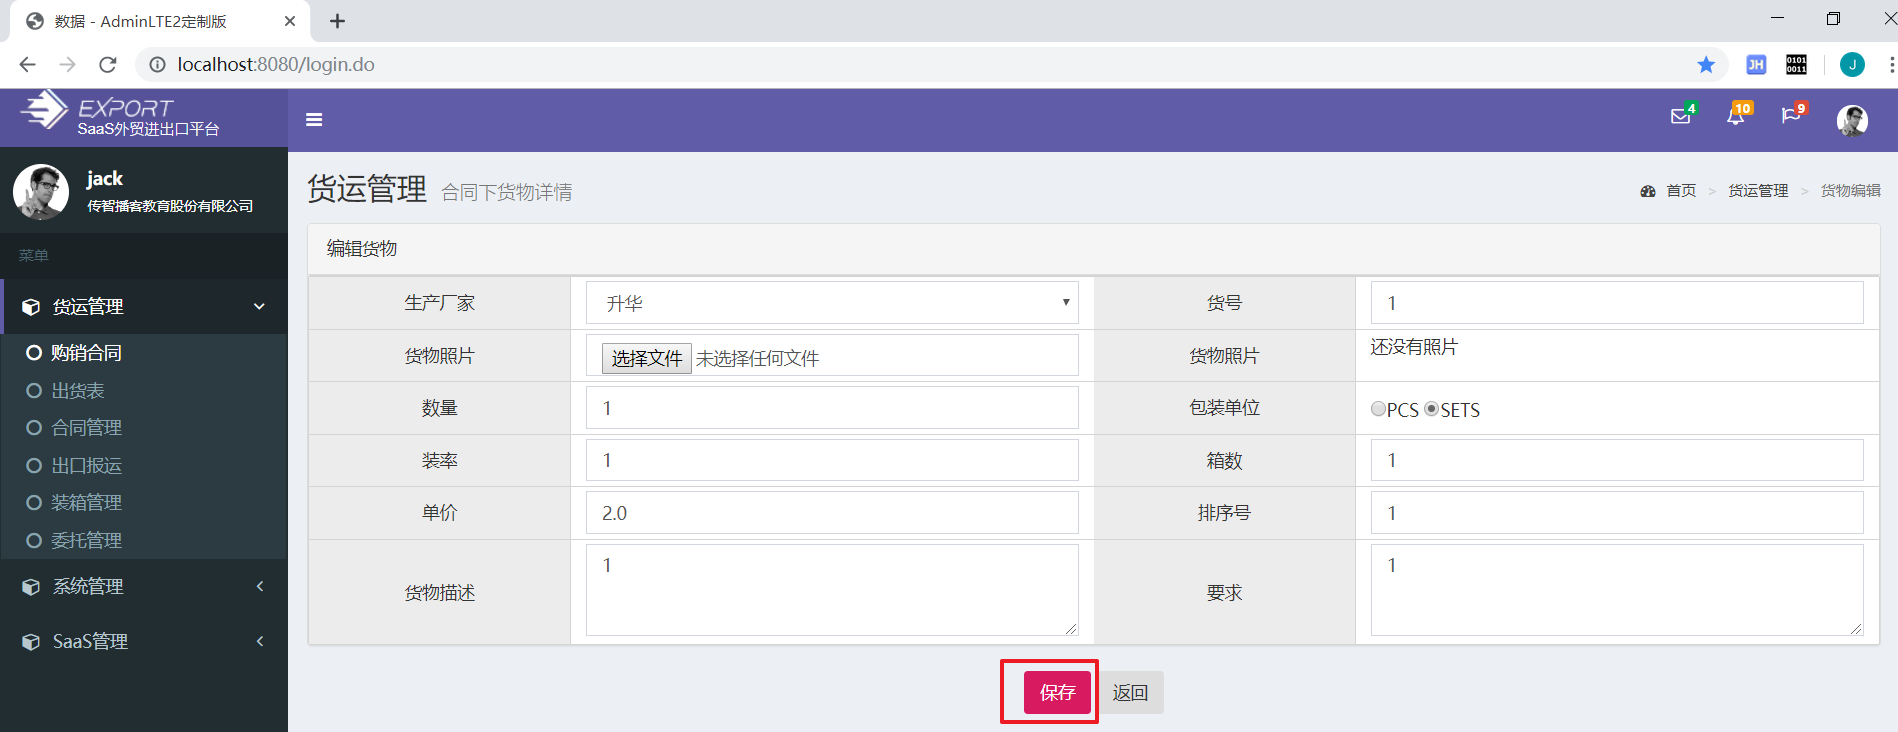 数据 - AdminLTE2定制版
localhost:8080/login.do
JH
0101
0011
J
EXPORT
SaaS外贸进出口平台
4
10
9
jack
传智播客教育股份有限公司
菜单
货运管理
购销合同
出货表
合同管理
出口报运
装箱管理
委托管理
系统管理
SaaS管理
货运管理 合同下货物详情
首页 > 货运管理 > 货物编辑
编辑货物
生产厂家 升华 货号 1
货物照片 选择文件 未选择任何文件 货物照片 还没有照片
数量 1 包装单位 PCS SETS
装率 1 箱数 1
单价 2.0 排序号 1
货物描述 1 要求 1
保存 返回